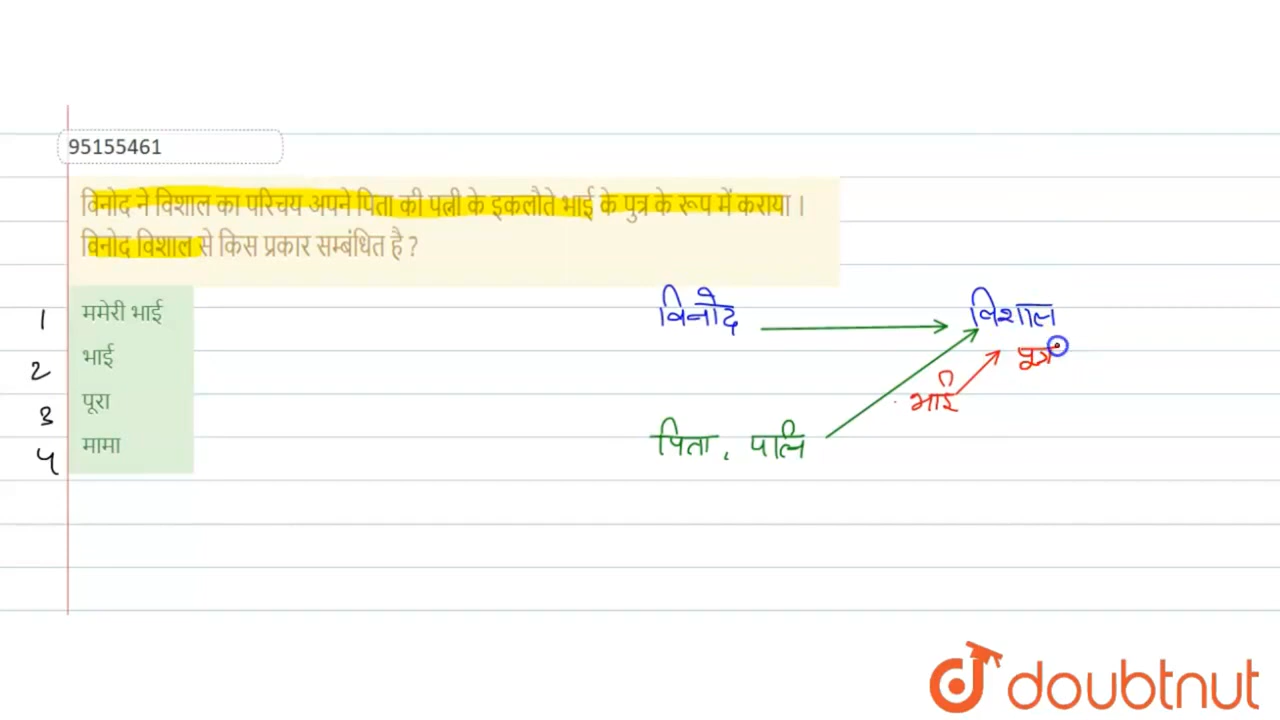 95155461
विनोद ने विशाल का परिचय अपने पिता की पत्नी के इकलौते भाई के पुत्र के रूप में कराया ।
विनोद विशाल से किस प्रकार सम्बंधित है ?
1 ममेरी भाई
2 भाई
3 पूरा
4 मामा
विनोद विशाल
पुत्र
भाई
पिता, पत्नि
doubtnut